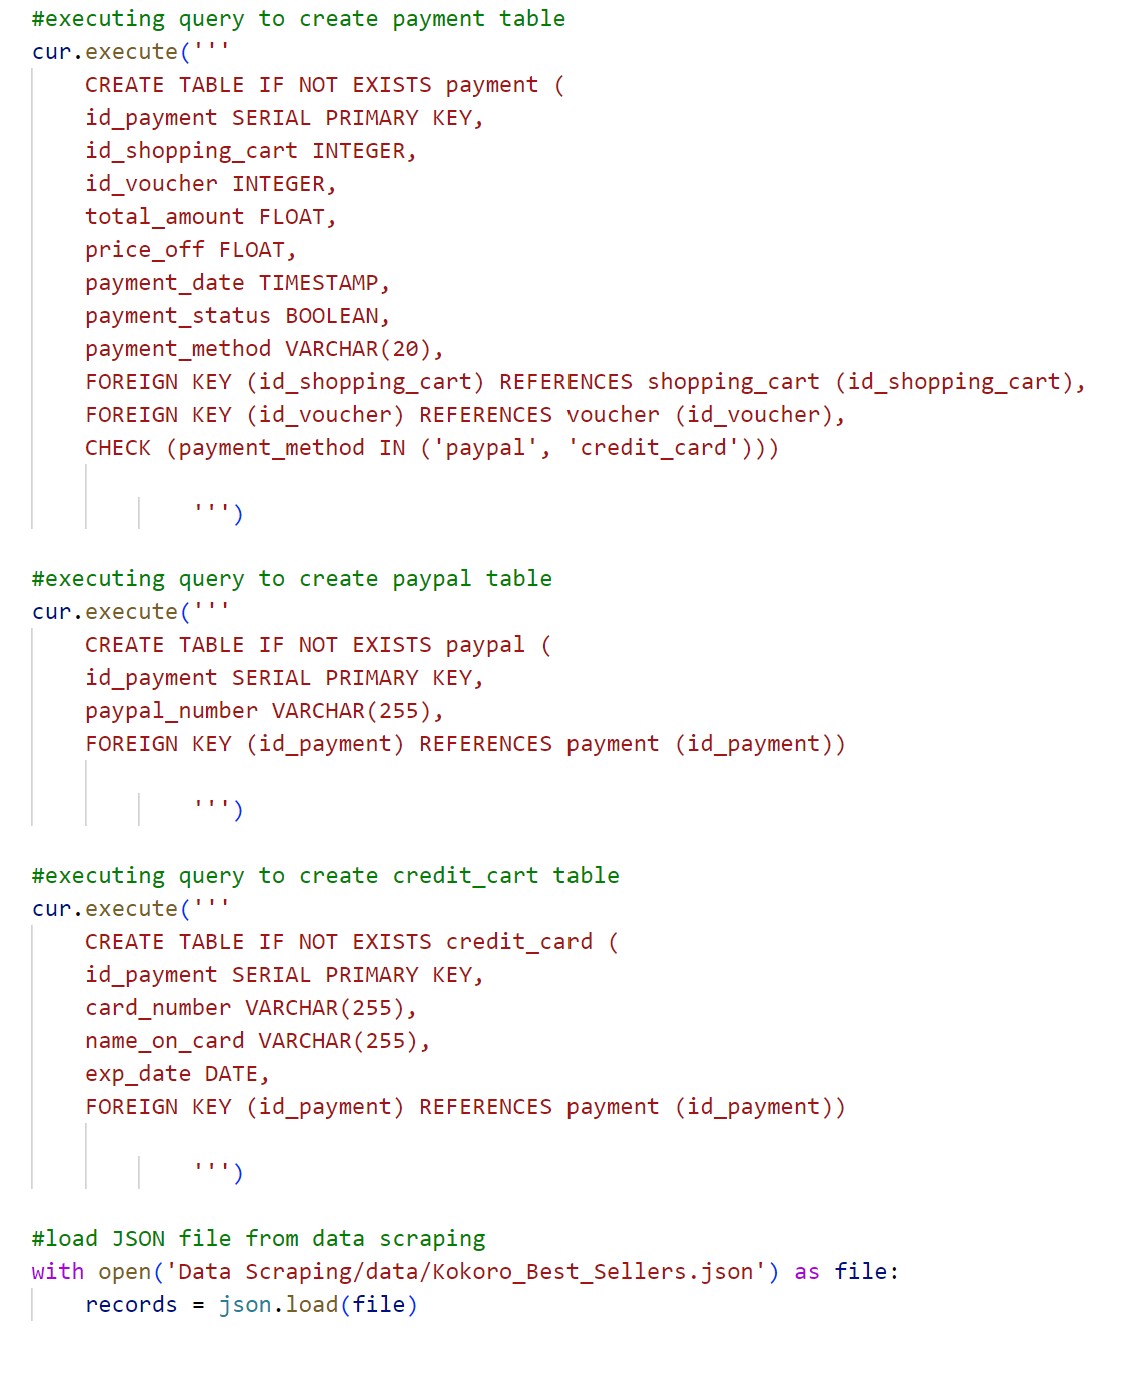 #executing query to create payment table
cur.execute('''
CREATE TABLE IF NOT EXISTS payment (
id_payment SERIAL PRIMARY KEY,
id_shopping_cart INTEGER,
id_voucher INTEGER,
total_amount FLOAT,
price_off FLOAT,
payment_date TIMESTAMP,
payment_status BOOLEAN,
payment_method VARCHAR(20),
FOREIGN KEY (id_shopping_cart) REFERENCES shopping_cart (id_shopping_cart),
FOREIGN KEY (id_voucher) REFERENCES voucher (id_voucher),
CHECK (payment_method IN ('paypal', 'credit_card')))
''')
#executing query to create paypal table
cur.execute('''
CREATE TABLE IF NOT EXISTS paypal (
id_payment SERIAL PRIMARY KEY,
paypal_number VARCHAR(255),
FOREIGN KEY (id_payment) REFERENCES payment (id_payment))
''')
#executing query to create credit_cart table
cur.execute('''
CREATE TABLE IF NOT EXISTS credit_card (
id_payment SERIAL PRIMARY KEY,
card_number VARCHAR(255),
name_on_card VARCHAR(255),
exp_date DATE,
FOREIGN KEY (id_payment) REFERENCES payment (id_payment))
''')
#load JSON file from data scraping
with open('Data Scraping/data/Kokoro_Best_Sellers.json') as file:
records = json.load(file)